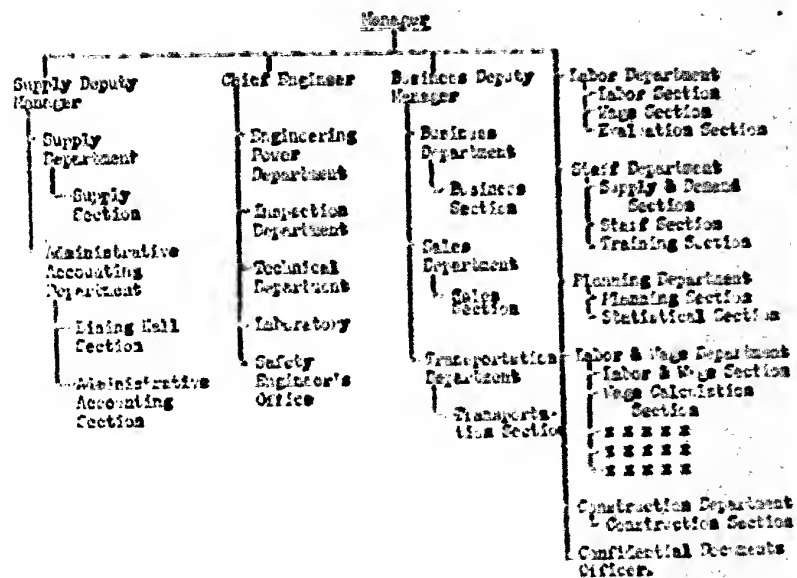 Manager
Supply Deputy
Manager
Supply
Department
Supply
Section
Administrative
Accounting
Department
Dining Hall
Section
Administrative
Accounting
Section
Chief Engineer
Engineering
Power
Department
Inspection
Department
Technical
Department
Laboratory
Safety
Engineer's
Office
Business Deputy
Manager
Business
Department
Business
Section
Sales
Department
Sales
Section
Transportation
Department
Transporta-
tion Section
Labor Department
Labor Section
Wage Section
Evaluation Section
Staff Department
Supply & Demand
Section
Staff Section
Training Section
Planning Department
Planning Section
Statistical Section
Labor & Wage Department
Labor & Wage Section
Wage Calculation
Section
Construction Department
Construction Section
Confidential Documents
Officer.